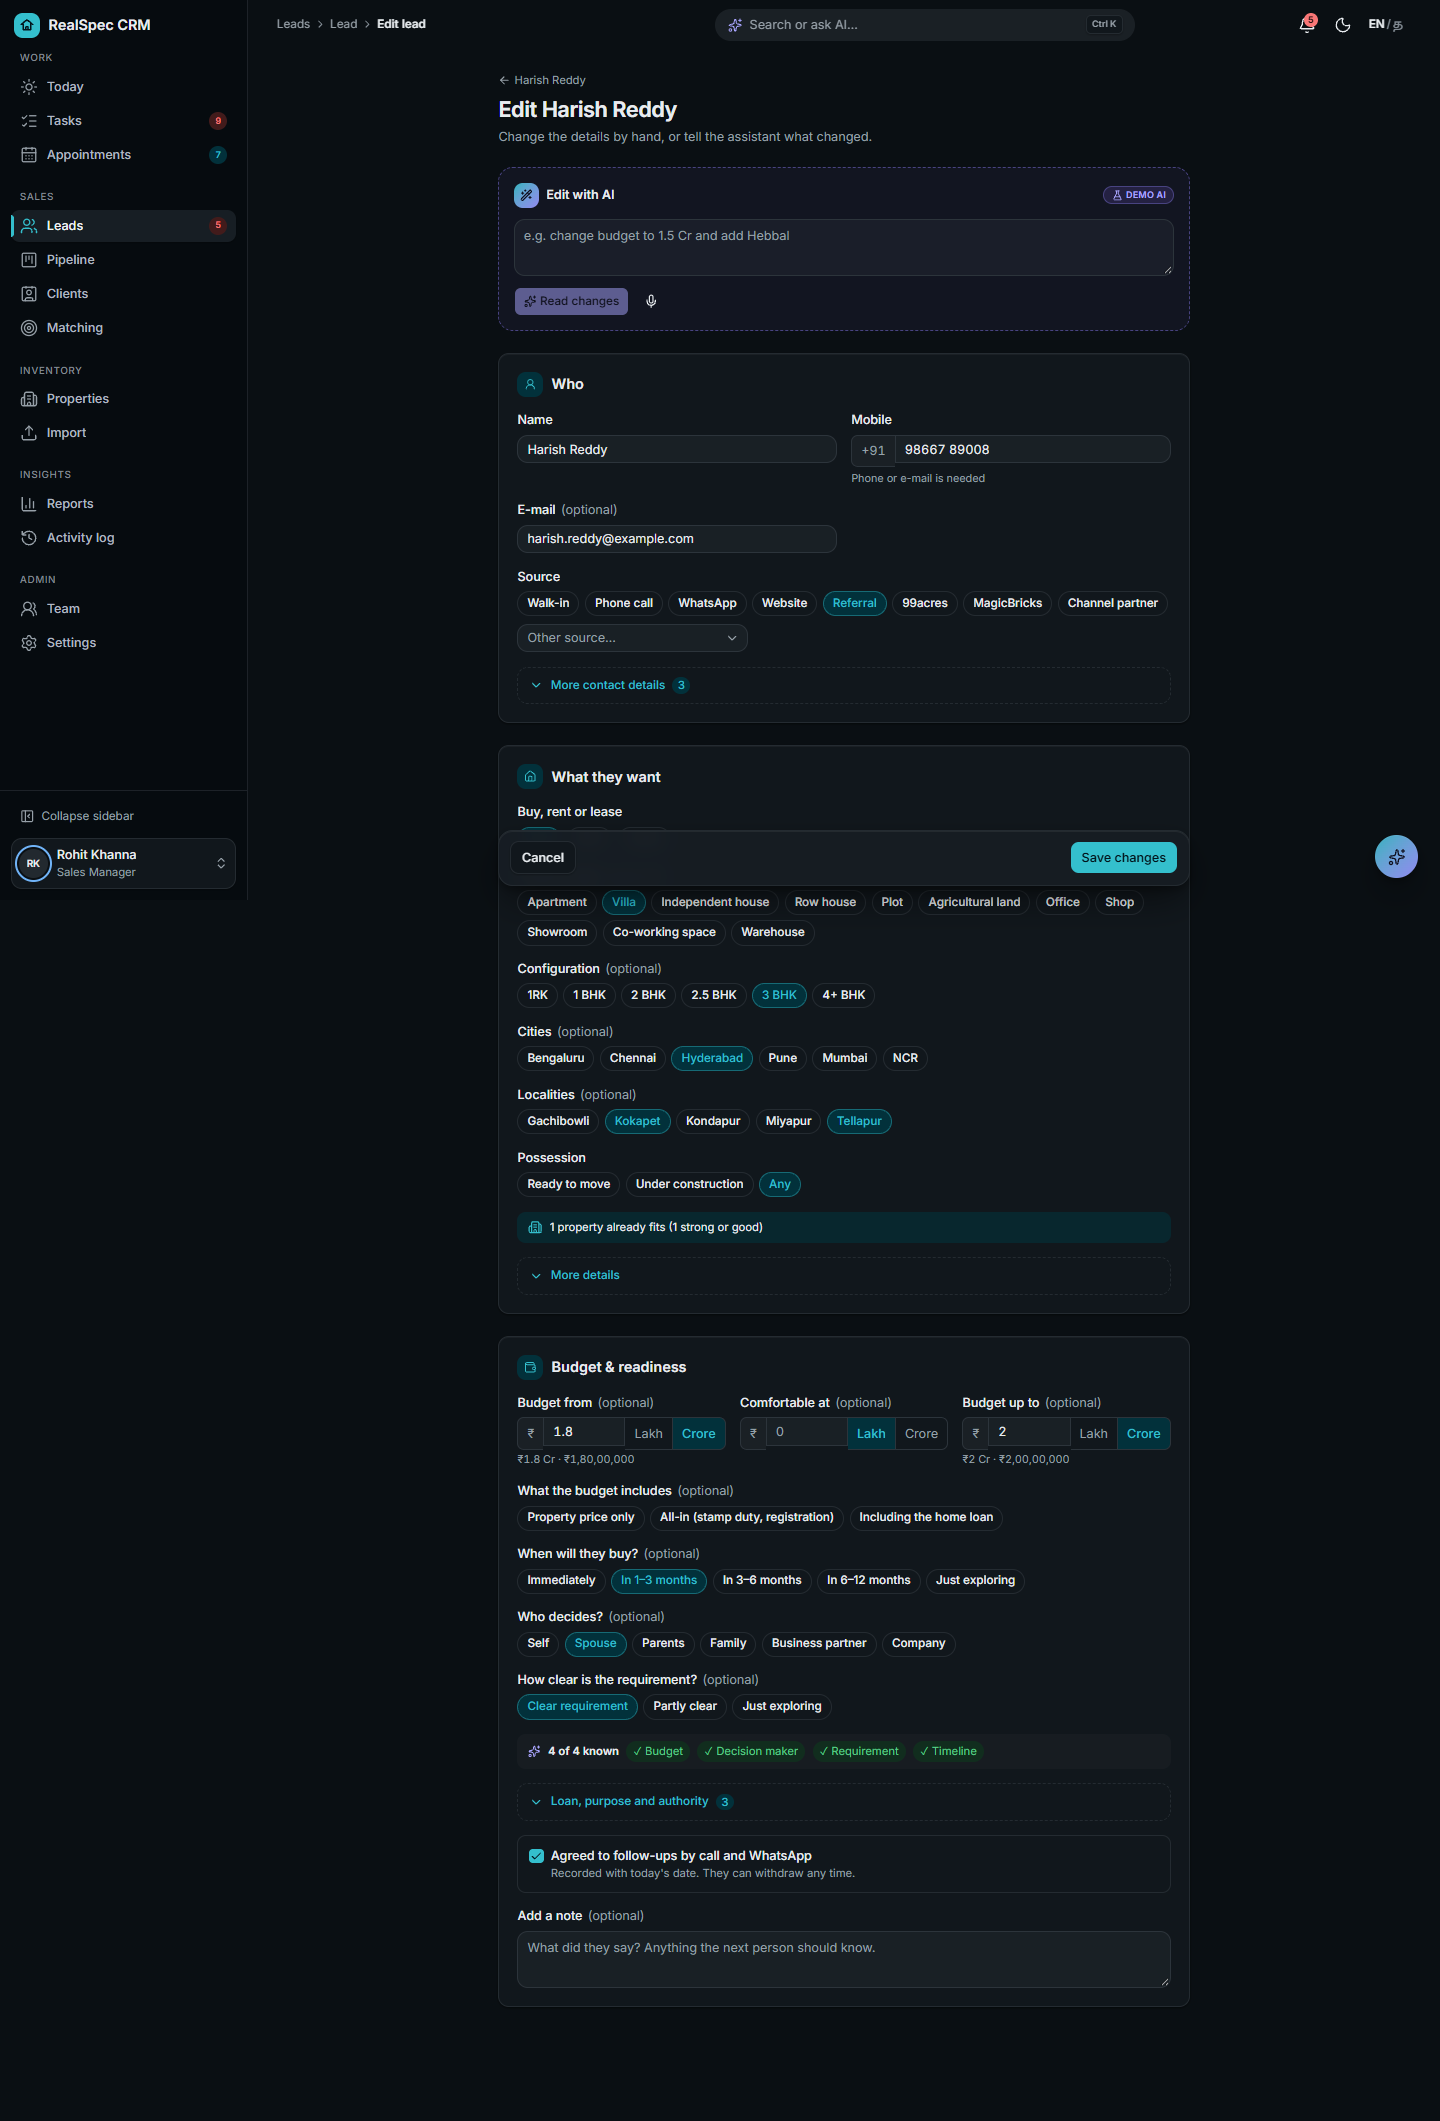 RealSpec CRM
Leads > Lead > Edit lead
Search or ask AI... Ctrl K
5
EN / த
WORK
Today
Tasks 9
Appointments 7
SALES
Leads 5
Pipeline
Clients
Matching
INVENTORY
Properties
Import
INSIGHTS
Reports
Activity log
ADMIN
Team
Settings
Collapse sidebar
RK
Rohit Khanna
Sales Manager
← Harish Reddy
Edit Harish Reddy
Change the details by hand, or tell the assistant what changed.
Edit with AI DEMO AI
e.g. change budget to 1.5 Cr and add Hebbal
Read changes
Who
Name Mobile
Harish Reddy +91 98667 89008
Phone or e-mail is needed
E-mail (optional)
harish.reddy@example.com
Source
Walk-in Phone call WhatsApp Website Referral 99acres MagicBricks Channel partner
Other source...
More contact details 3
What they want
Buy, rent or lease
Cancel Save changes
Apartment Villa Independent house Row house Plot Agricultural land Office Shop
Showroom Co-working space Warehouse
Configuration (optional)
1RK 1 BHK 2 BHK 2.5 BHK 3 BHK 4+ BHK
Cities (optional)
Bengaluru Chennai Hyderabad Pune Mumbai NCR
Localities (optional)
Gachibowli Kokapet Kondapur Miyapur Tellapur
Possession
Ready to move Under construction Any
1 property already fits (1 strong or good)
More details
Budget & readiness
Budget from (optional) Comfortable at (optional) Budget up to (optional)
₹ 1.8 Lakh Crore ₹ 0 Lakh Crore ₹ 2 Lakh Crore
₹1.8 Cr · ₹1,80,00,000 ₹2 Cr · ₹2,00,00,000
What the budget includes (optional)
Property price only All-in (stamp duty, registration) Including the home loan
When will they buy? (optional)
Immediately In 1–3 months In 3–6 months In 6–12 months Just exploring
Who decides? (optional)
Self Spouse Parents Family Business partner Company
How clear is the requirement? (optional)
Clear requirement Partly clear Just exploring
4 of 4 known ✓ Budget ✓ Decision maker ✓ Requirement ✓ Timeline
Loan, purpose and authority 3
Agreed to follow-ups by call and WhatsApp
Recorded with today's date. They can withdraw any time.
Add a note (optional)
What did they say? Anything the next person should know.